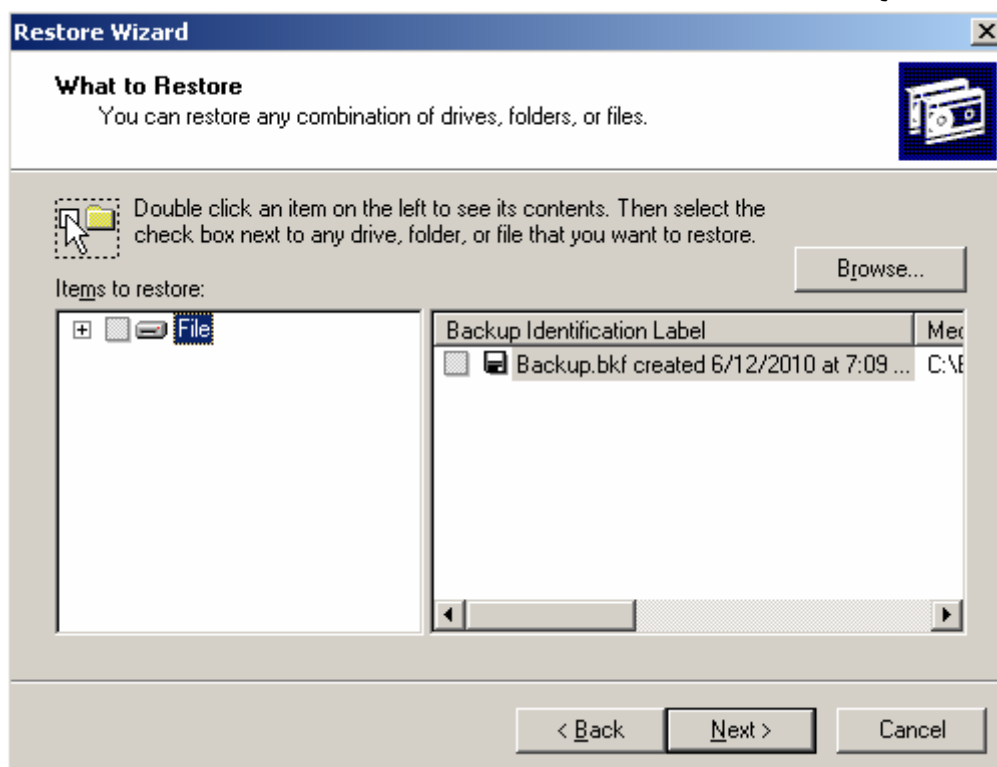 Restore Wizard
What to Restore
You can restore any combination of drives, folders, or files.
Double click an item on the left to see its contents. Then select the
check box next to any drive, folder, or file that you want to restore.
Browse...
Items to restore:
File
Backup Identification Label
Backup.bkf created 6/12/2010 at 7:09 ...
C:\
< Back
Next >
Cancel